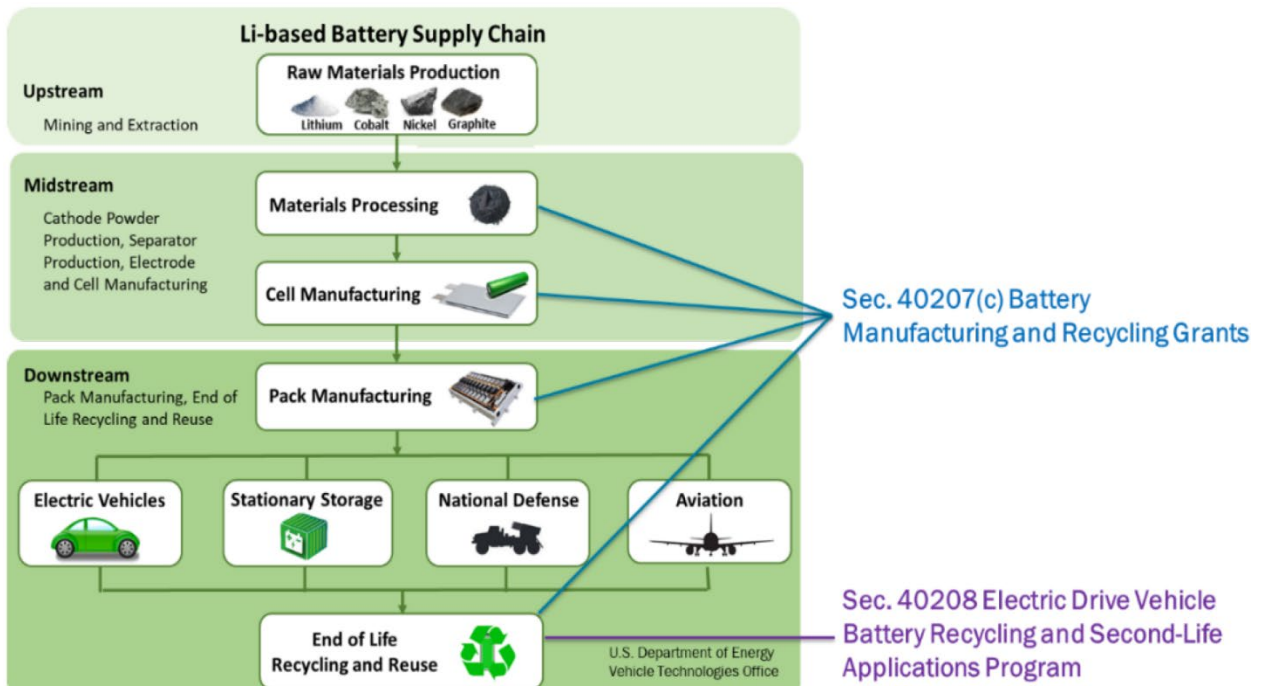 Li-based Battery Supply Chain
Upstream
Mining and Extraction
Raw Materials Production
Lithium Cobalt Nickel Graphite
Midstream
Cathode Powder
Production, Separator
Production, Electrode
and Cell Manufacturing
Materials Processing
Cell Manufacturing
Sec. 40207(c) Battery
Manufacturing and Recycling Grants
Downstream
Pack Manufacturing, End of
Life Recycling and Reuse
Pack Manufacturing
Electric Vehicles
Stationary Storage
National Defense
Aviation
End of Life
Recycling and Reuse
U.S. Department of Energy
Vehicle Technologies Office
Sec. 40208 Electric Drive Vehicle
Battery Recycling and Second-Life
Applications Program